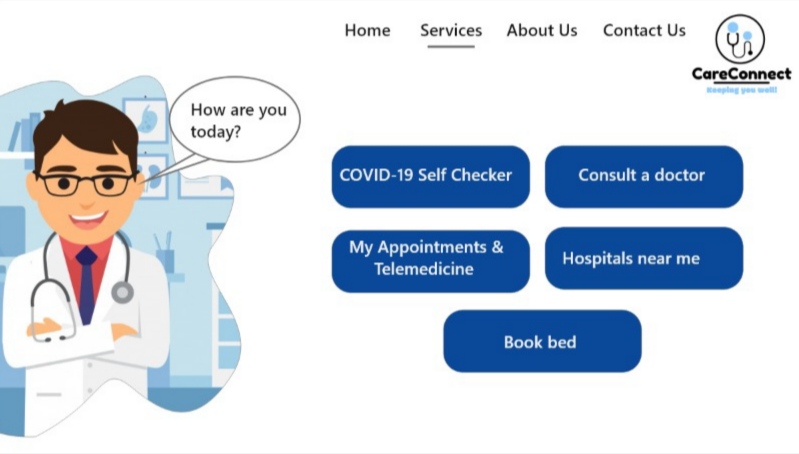 Home Services About Us Contact Us
CareConnect
Keeping you well!
How are you
today?
COVID-19 Self Checker
Consult a doctor
My Appointments &
Telemedicine
Hospitals near me
Book bed